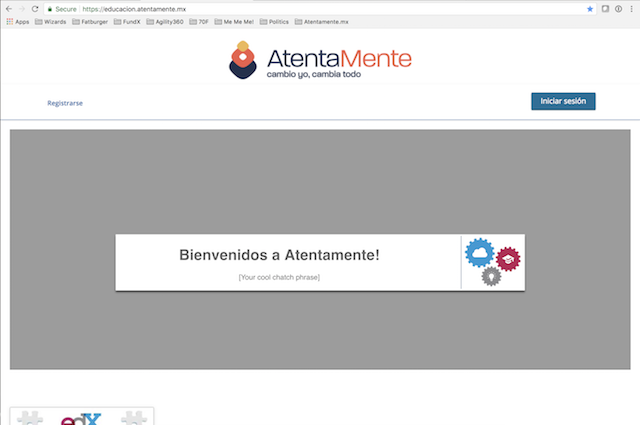 Secure https://educacion.atentamente.mx
Apps Wizards Fatburger FundX Agility360 70F Me Me Me! Politics Atentamente.mx
AtentaMente
cambio yo, cambia todo
Registrarse Iniciar sesión
Bienvenidos a Atentamente!
[Your cool chatch phrase]
edX